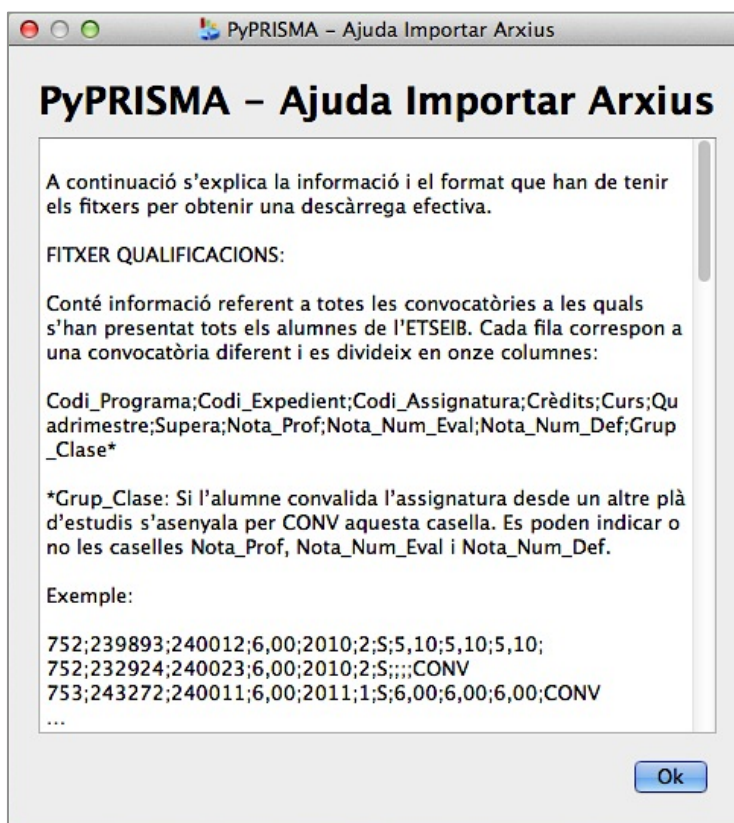 PyPRISMA – Ajuda Importar Arxius
PyPRISMA – Ajuda Importar Arxius
A continuació s’explica la informació i el format que han de tenir
els fitxers per obtenir una descàrrega efectiva.
FITXER QUALIFICACIONS:
Conté informació referent a totes les convocatòries a les quals
s’han presentat tots els alumnes de l’ETSEIB. Cada fila correspon a
una convocatòria diferent i es divideix en onze columnes:
Codi_Programa;Codi_Expedient;Codi_Assignatura;Crèdits;Curs;Qu
adrimestre;Supera;Nota_Prof;Nota_Num_Eval;Nota_Num_Def;Grup
_Clase*
*Grup_Clase: Si l’alumne convalida l’assignatura desde un altre plà
d’estudis s’asenyala per CONV aquesta casella. Es poden indicar o
no les caselles Nota_Prof, Nota_Num_Eval i Nota_Num_Def.
Exemple:
752;239893;240012;6,00;2010;2;S;5,10;5,10;5,10;
752;232924;240023;6,00;2010;2;S;;;;CONV
753;243272;240011;6,00;2011;1;S;6,00;6,00;6,00;CONV
...
Ok